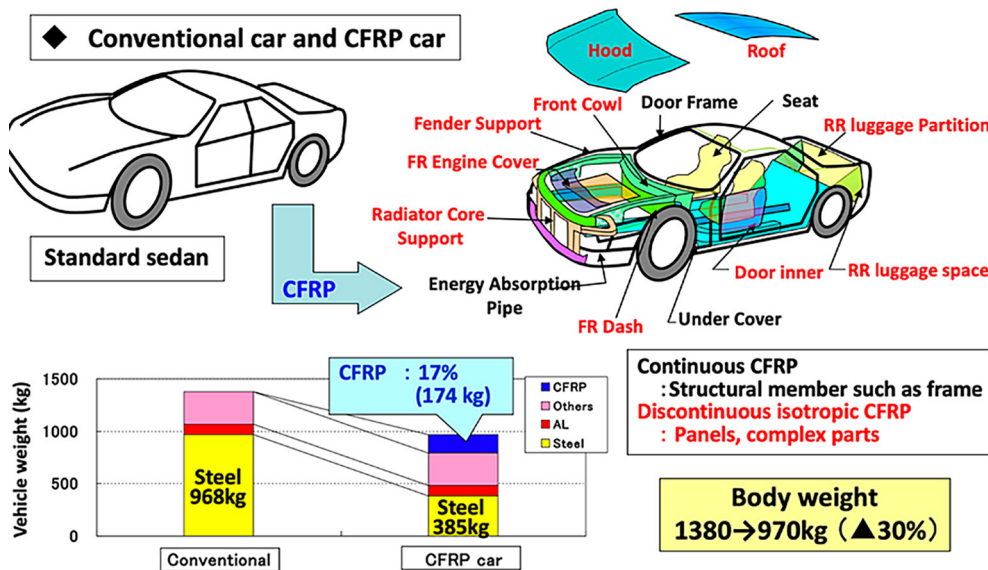 ◆ Conventional car and CFRP car
Hood
Roof
Front Cowl
Door Frame
Seat
Fender Support
RR luggage Partition
FR Engine Cover
Radiator Core
Support
Standard sedan
CFRP
Energy Absorption
Pipe
Door inner
RR luggage space
FR Dash
Under Cover
CFRP : 17%
(174 kg)
Continuous CFRP
:Structural member such as frame
Discontinuous isotropic CFRP
: Panels, complex parts
Vehicle weight (kg)
1500
1000
500
0
CFRP
Others
AL
Steel
Steel
968kg
Steel
385kg
Conventional
CFRP car
Body weight
1380→970kg (▲30%)